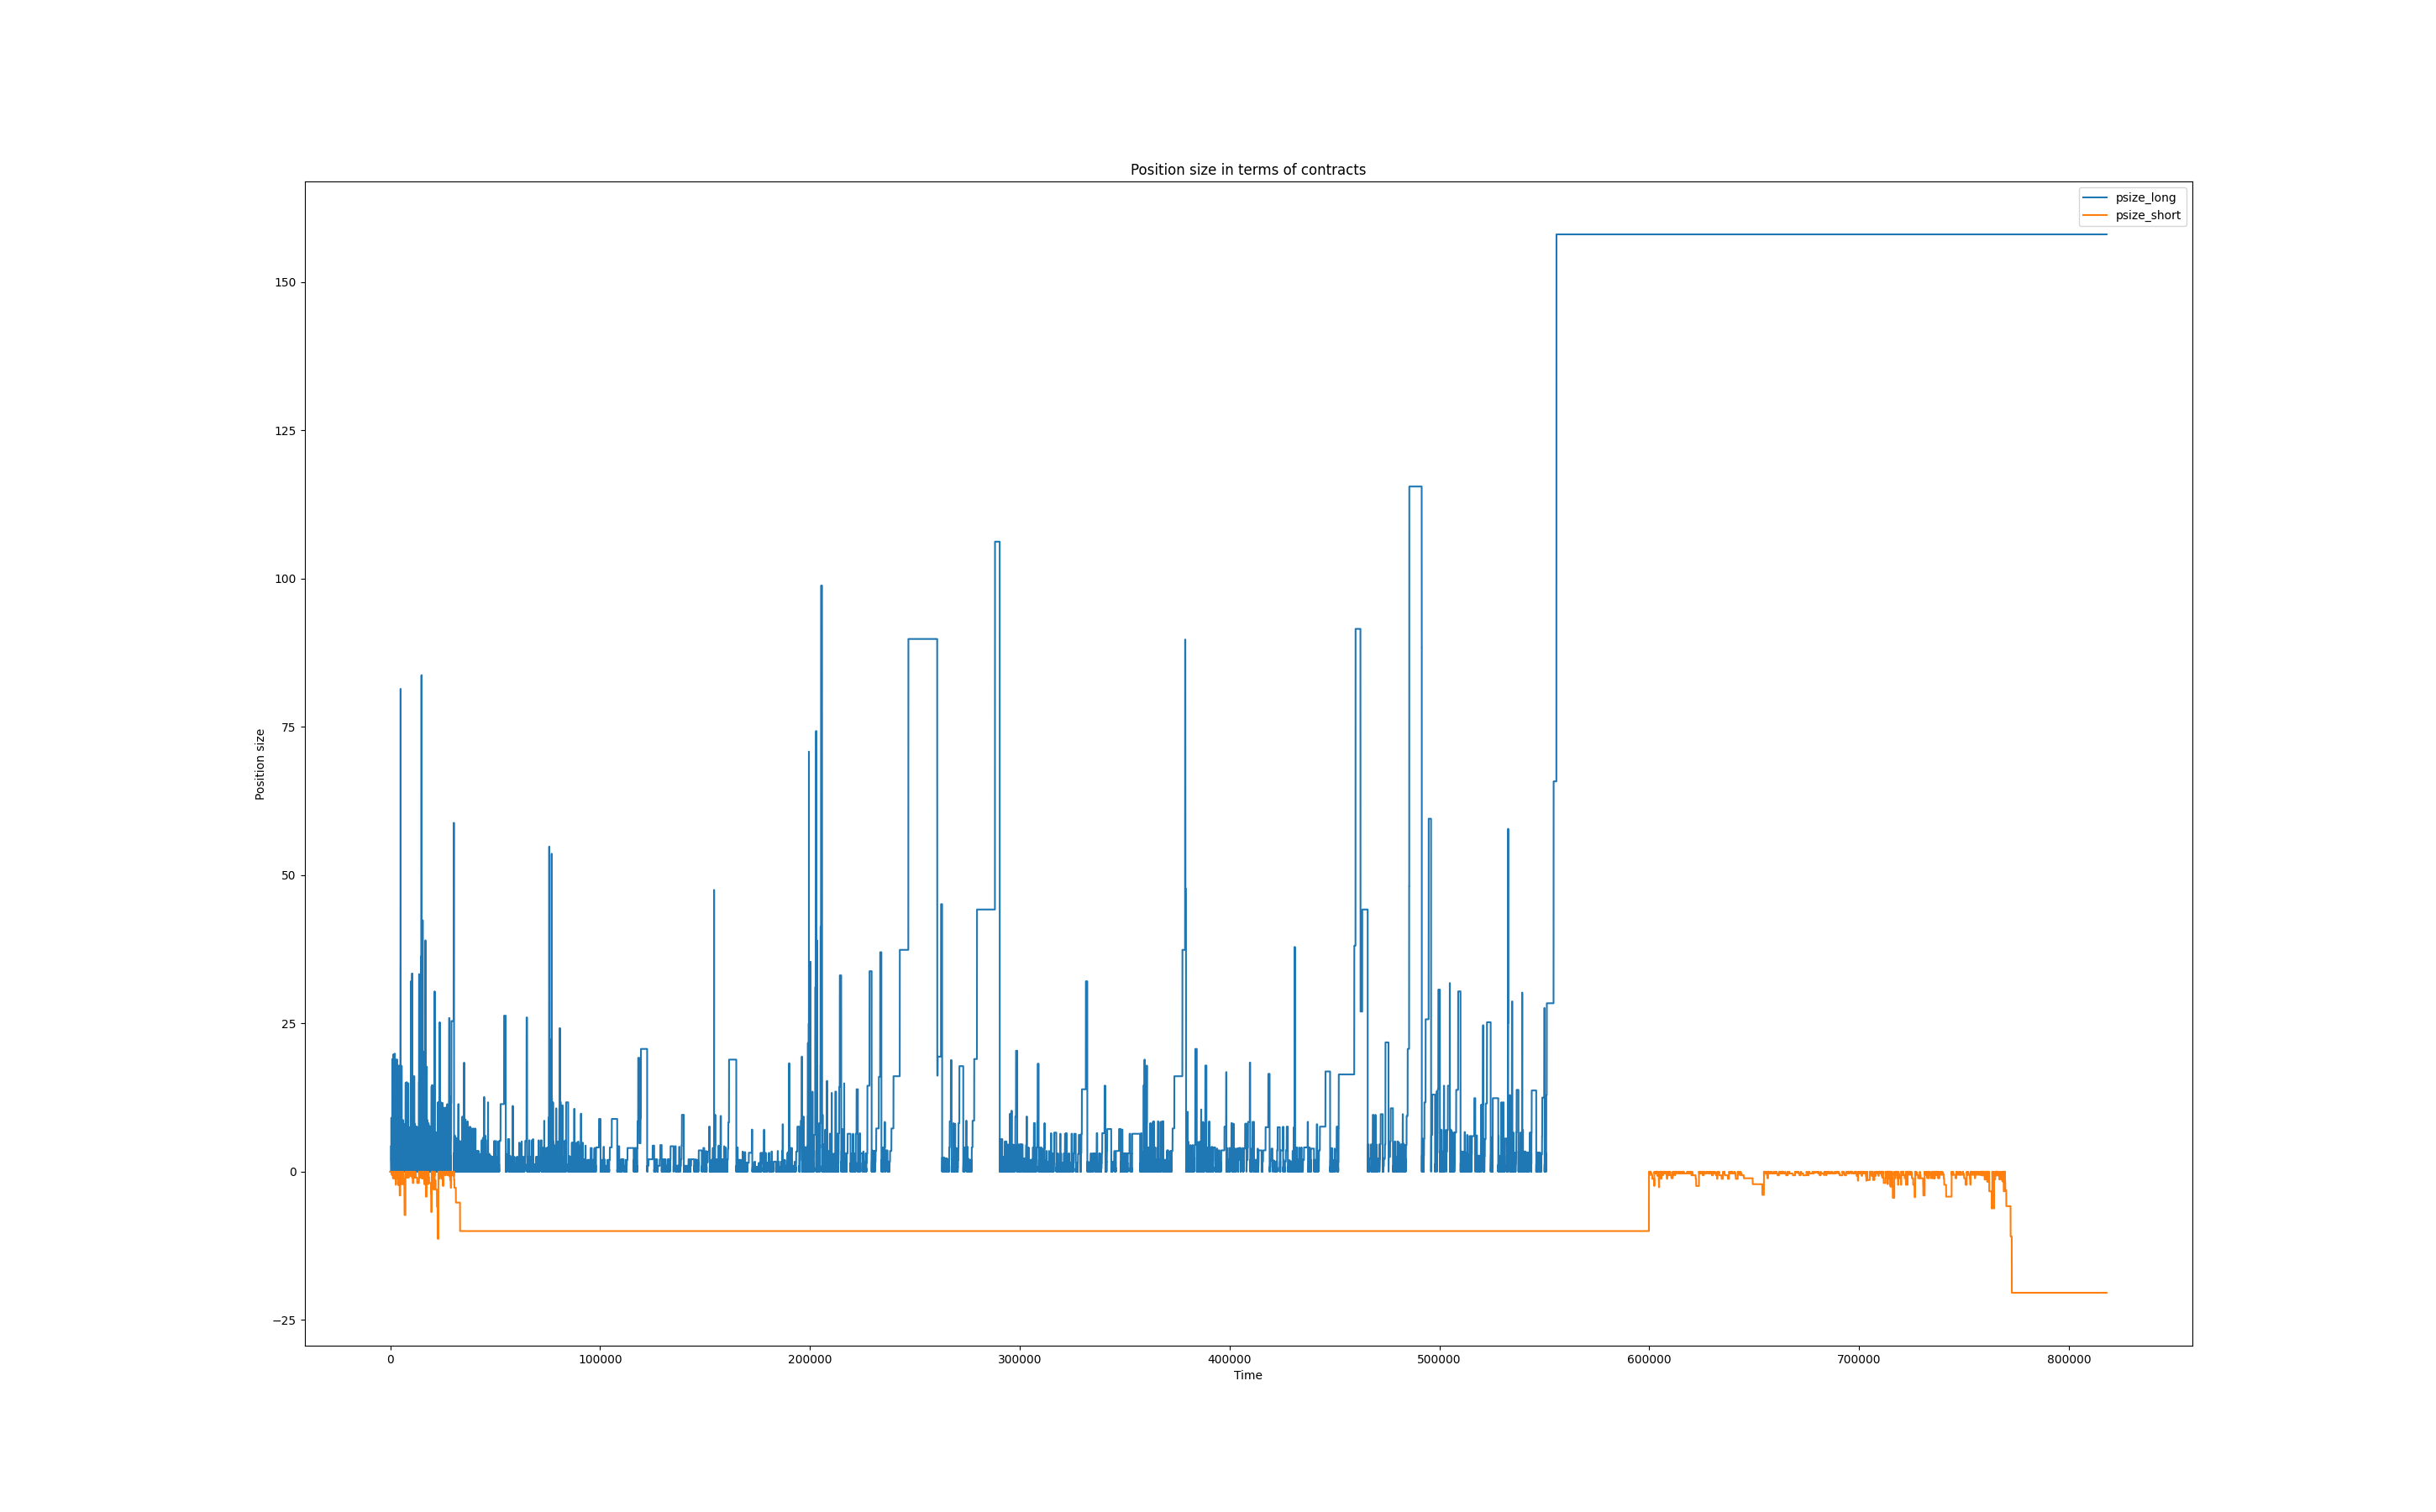 Position size in terms of contracts
psize_long
psize_short
150
125
100
75
50
25
0
−25
Position size
0 100000 200000 300000 400000 500000 600000 700000 800000
Time